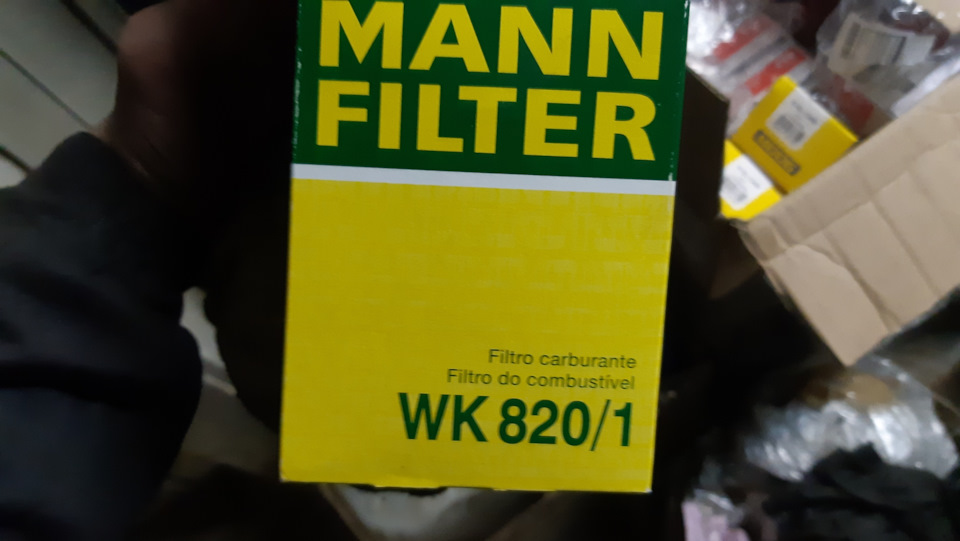 MANN
FILTER
Filtro carburante
Filtro do combustível
WK 820/1